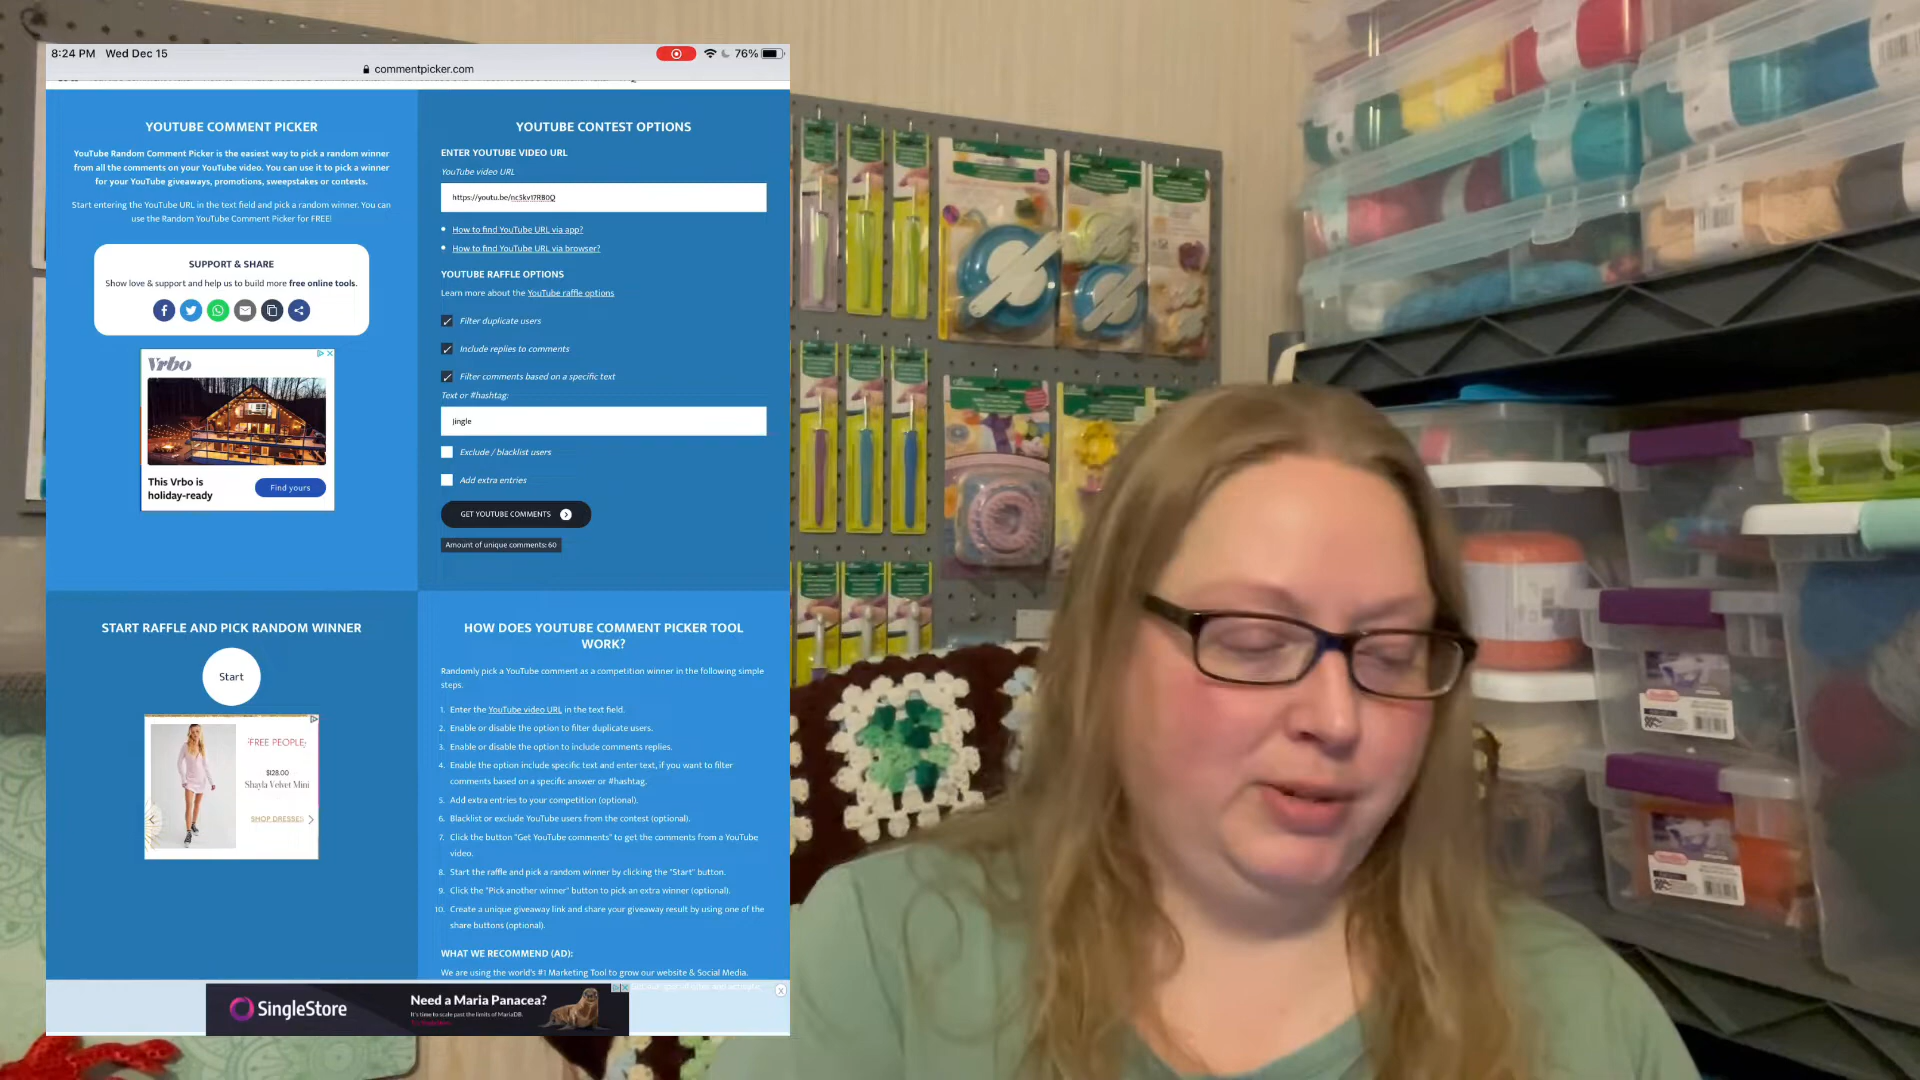 8:24 PM Wed Dec 15
76%
commentpicker.com
YOUTUBE COMMENT PICKER
YouTube Random Comment Picker is the easiest way to pick a random winner
from all the comments on your YouTube video. You can use it to pick a winner
for your YouTube giveaways, promotions, sweepstakes or contests.
Start entering the YouTube URL in the text field and pick a random winner. You can
use the Random YouTube Comment Picker for FREE!
SUPPORT & SHARE
Show love & support and help us to build more free online tools.
Vrbo
This Vrbo is
holiday-ready
Find yours
YOUTUBE CONTEST OPTIONS
ENTER YOUTUBE VIDEO URL
YouTube video URL
https://youtu.be/nc5kv17RB0Q
How to find YouTube URL via app?
How to find YouTube URL via browser?
YOUTUBE RAFFLE OPTIONS
Learn more about the YouTube raffle options
Filter duplicate users
Include replies to comments
Filter comments based on a specific text
Text or #hashtag:
Jingle
Exclude / blacklist users
Add extra entries
GET YOUTUBE COMMENTS
Amount of unique comments: 60
START RAFFLE AND PICK RANDOM WINNER
Start
FREE PEOPLE
$128.00
Shayla Velvet Mini
SHOP DRESSES
HOW DOES YOUTUBE COMMENT PICKER TOOL
WORK?
Randomly pick a YouTube comment as a competition winner in the following simple
steps.
1. Enter the YouTube video URL in the text field.
2. Enable or disable the option to filter duplicate users.
3. Enable or disable the option to include comments replies.
4. Enable the option include specific text and enter text, if you want to filter
comments based on a specific answer or #hashtag.
5. Add extra entries to your competition (optional).
6. Blacklist or exclude YouTube users from the contest (optional).
7. Click the button "Get YouTube comments" to get the comments from a YouTube
video.
8. Start the raffle and pick a random winner by clicking the "Start" button.
9. Click the "Pick another winner" button to pick an extra winner (optional).
10. Create a unique giveaway link and share your giveaway result by using one of the
share buttons (optional).
WHAT WE RECOMMEND (AD):
We are using the world's #1 Marketing Tool to grow our website & Social Media.
SingleStore
Need a Maria Panacea?
It's time to scale past the limits of MariaDB.